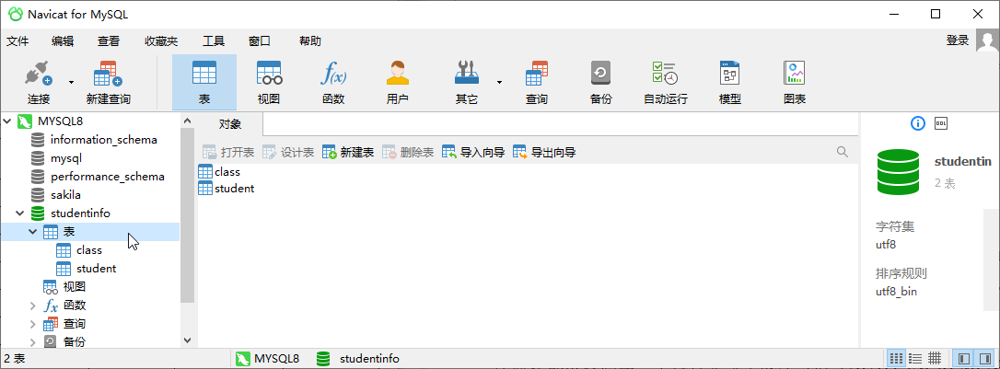 Navicat for MySQL
文件 编辑 查看 收藏夹 工具 窗口 帮助 登录
f(x)
连接 新建查询 表 视图 函数 用户 其它 查询 备份 自动运行 模型 图表
MYSQL8
information_schema
mysql
performance_schema
sakila
studentinfo
表
class
student
视图
fx 函数
查询
备份
对象
打开表 设计表 新建表 删除表 导入向导 导出向导
class
student
DDL
studentin
2 表
字符集
utf8
排序规则
utf8_bin
2 表 MYSQL8 studentinfo